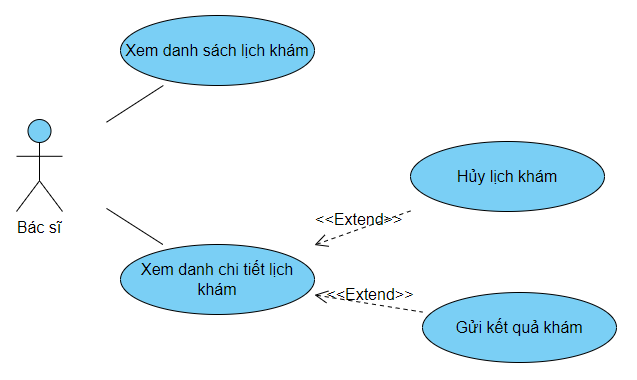 Xem danh sách lịch khám
Bác sĩ
Hủy lịch khám
<<Extend>>
Xem danh chi tiết lịch
khám
<<Extend>>
Gửi kết quả khám